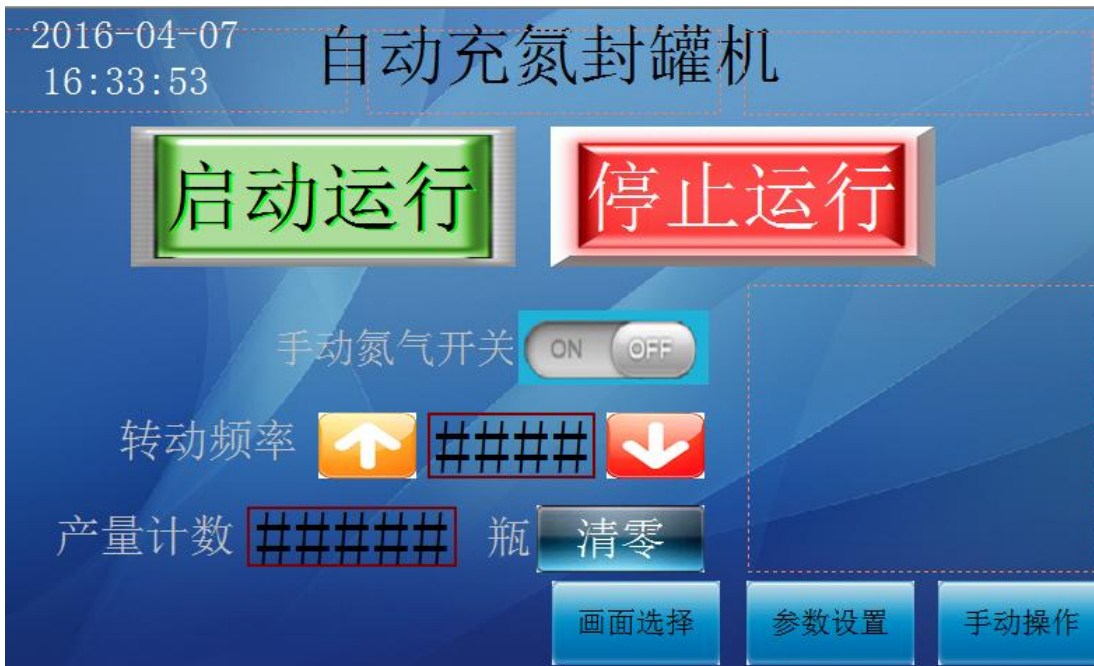 2016-04-07
16:33:53
自动充氮封罐机
启动运行
停止运行
手动氮气开关 ON OFF
转动频率 ####
产量计数 ##### 瓶 清零
画面选择 参数设置 手动操作